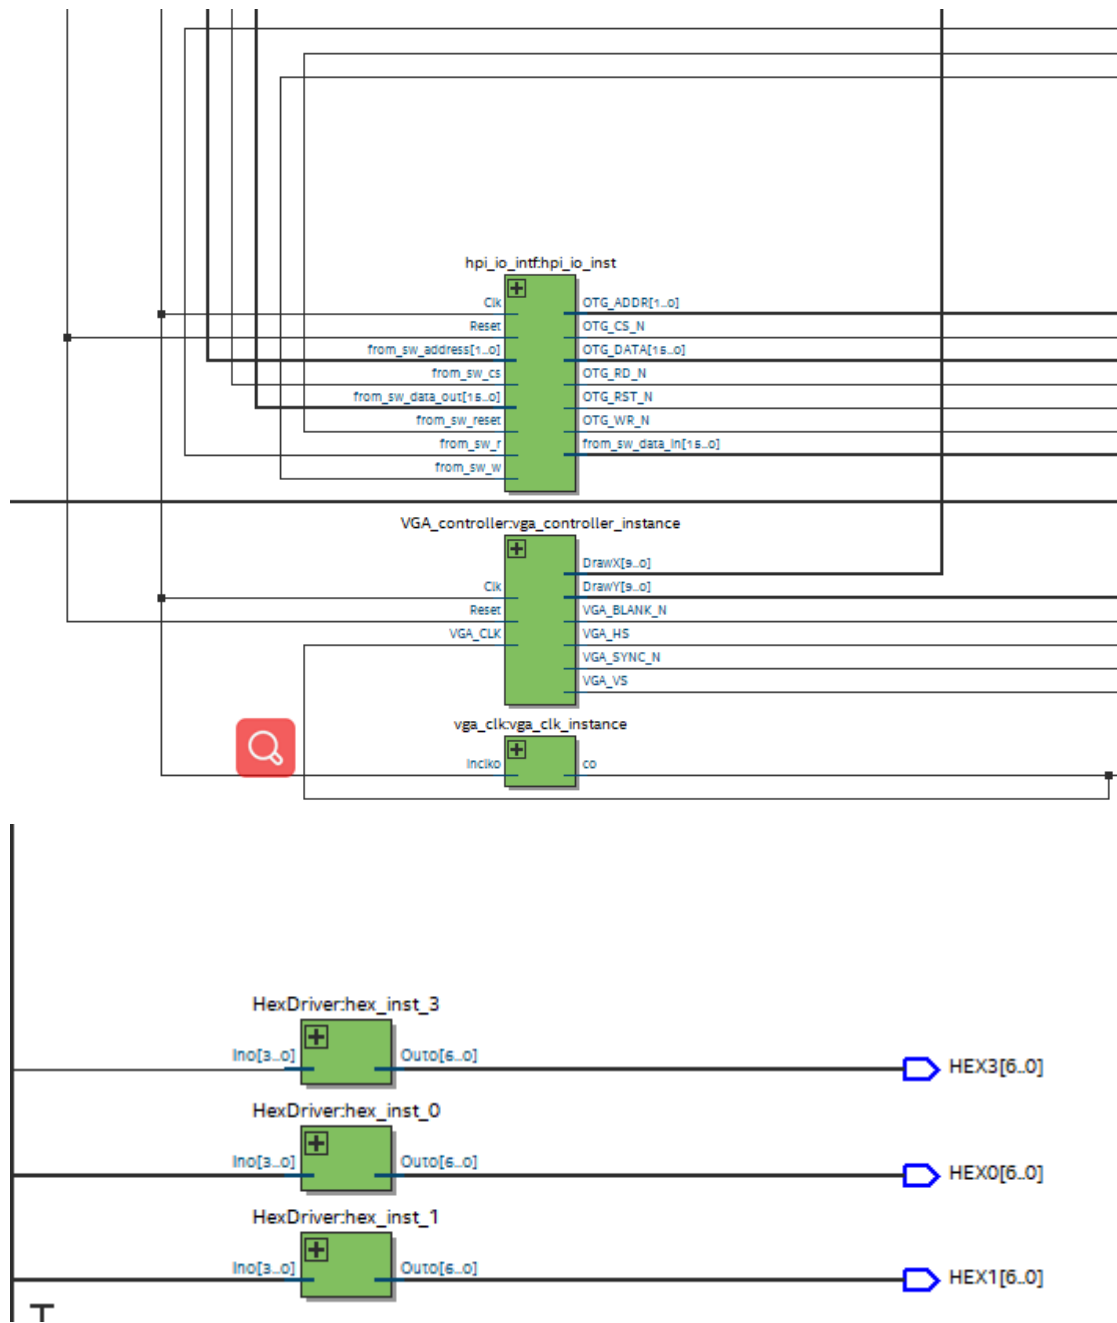 hpi_io_intf:hpi_io_inst
Clk
OTG_ADDR[1..0]
Reset
OTG_CS_N
from_sw_address[1..0]
OTG_DATA[15..0]
from_sw_cs
OTG_RD_N
from_sw_data_out[15..0]
OTG_RST_N
from_sw_reset
OTG_WR_N
from_sw_r
from_sw_data_in[15..0]
from_sw_w
VGA_controller:vga_controller_instance
DrawX[9..0]
Clk
DrawY[9..0]
Reset
VGA_BLANK_N
VGA_CLK
VGA_HS
VGA_SYNC_N
VGA_VS
vga_clk:vga_clk_instance
inclk0
c0
HexDriver:hex_inst_3
In0[3..0]
Out0[6..0]
HEX3[6..0]
HexDriver:hex_inst_0
In0[3..0]
Out0[6..0]
HEX0[6..0]
HexDriver:hex_inst_1
In0[3..0]
Out0[6..0]
HEX1[6..0]